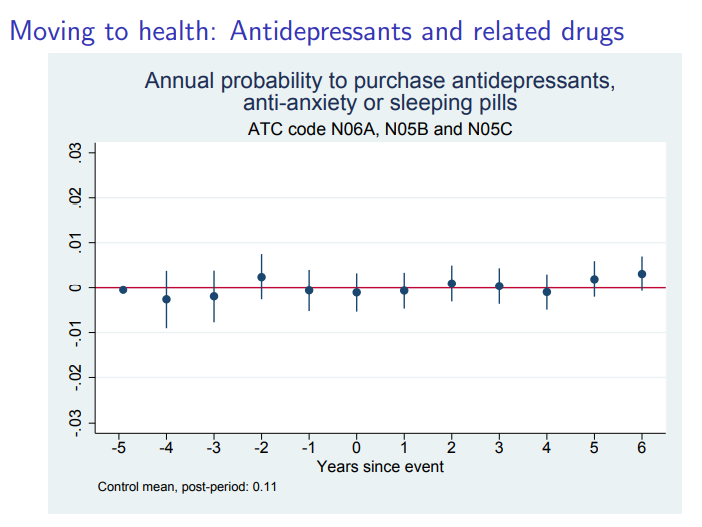 Moving to health: Antidepressants and related drugs
Annual probability to purchase antidepressants,
anti-anxiety or sleeping pills
ATC code N06A, N05B and N05C
.03
.02
.01
0
-.01
-.02
-.03
-5 -4 -3 -2 -1 0 1 2 3 4 5 6
Years since event
Control mean, post-period: 0.11